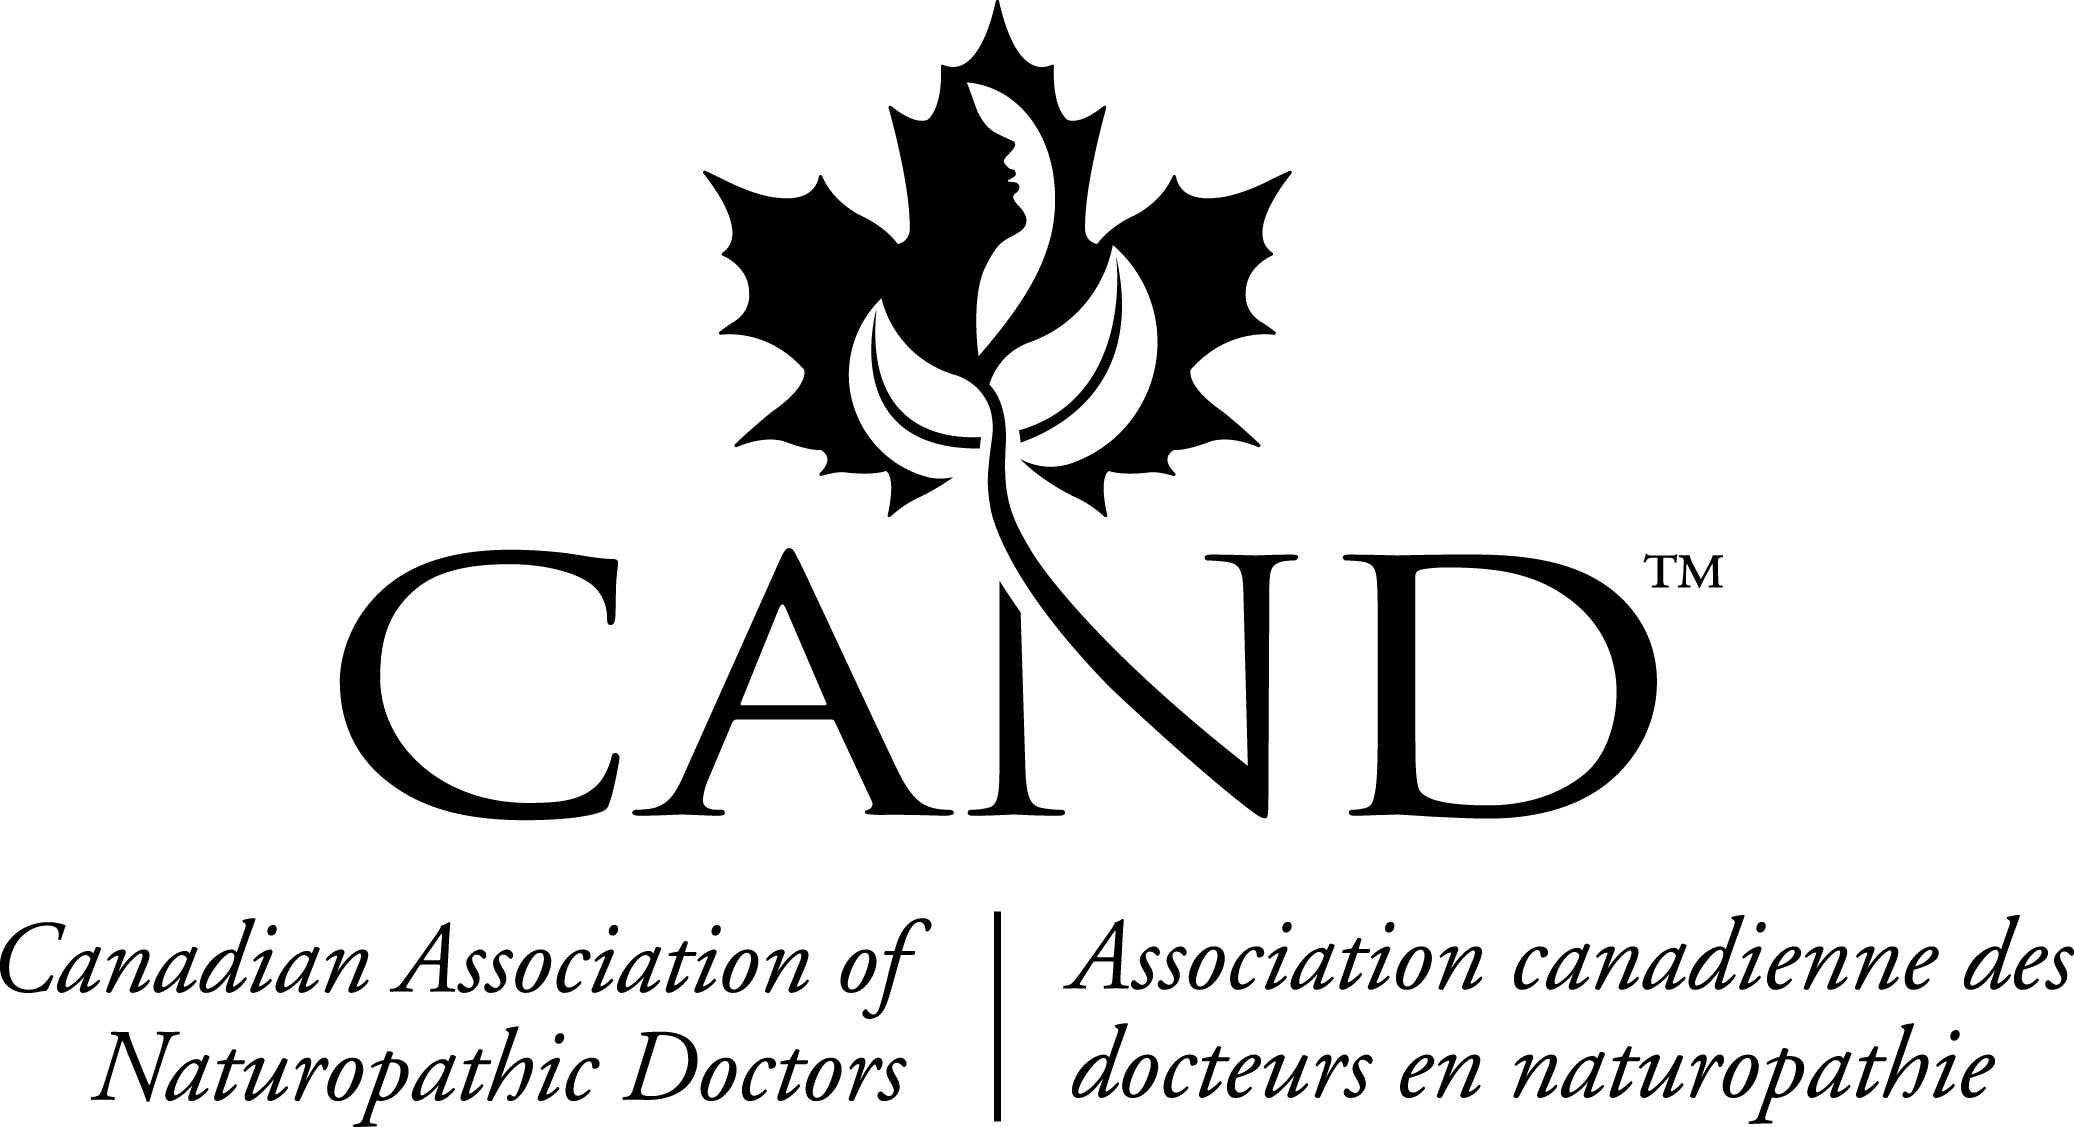 CAND™
Canadian Association of
Naturopathic Doctors
Association canadienne des
docteurs en naturopathie